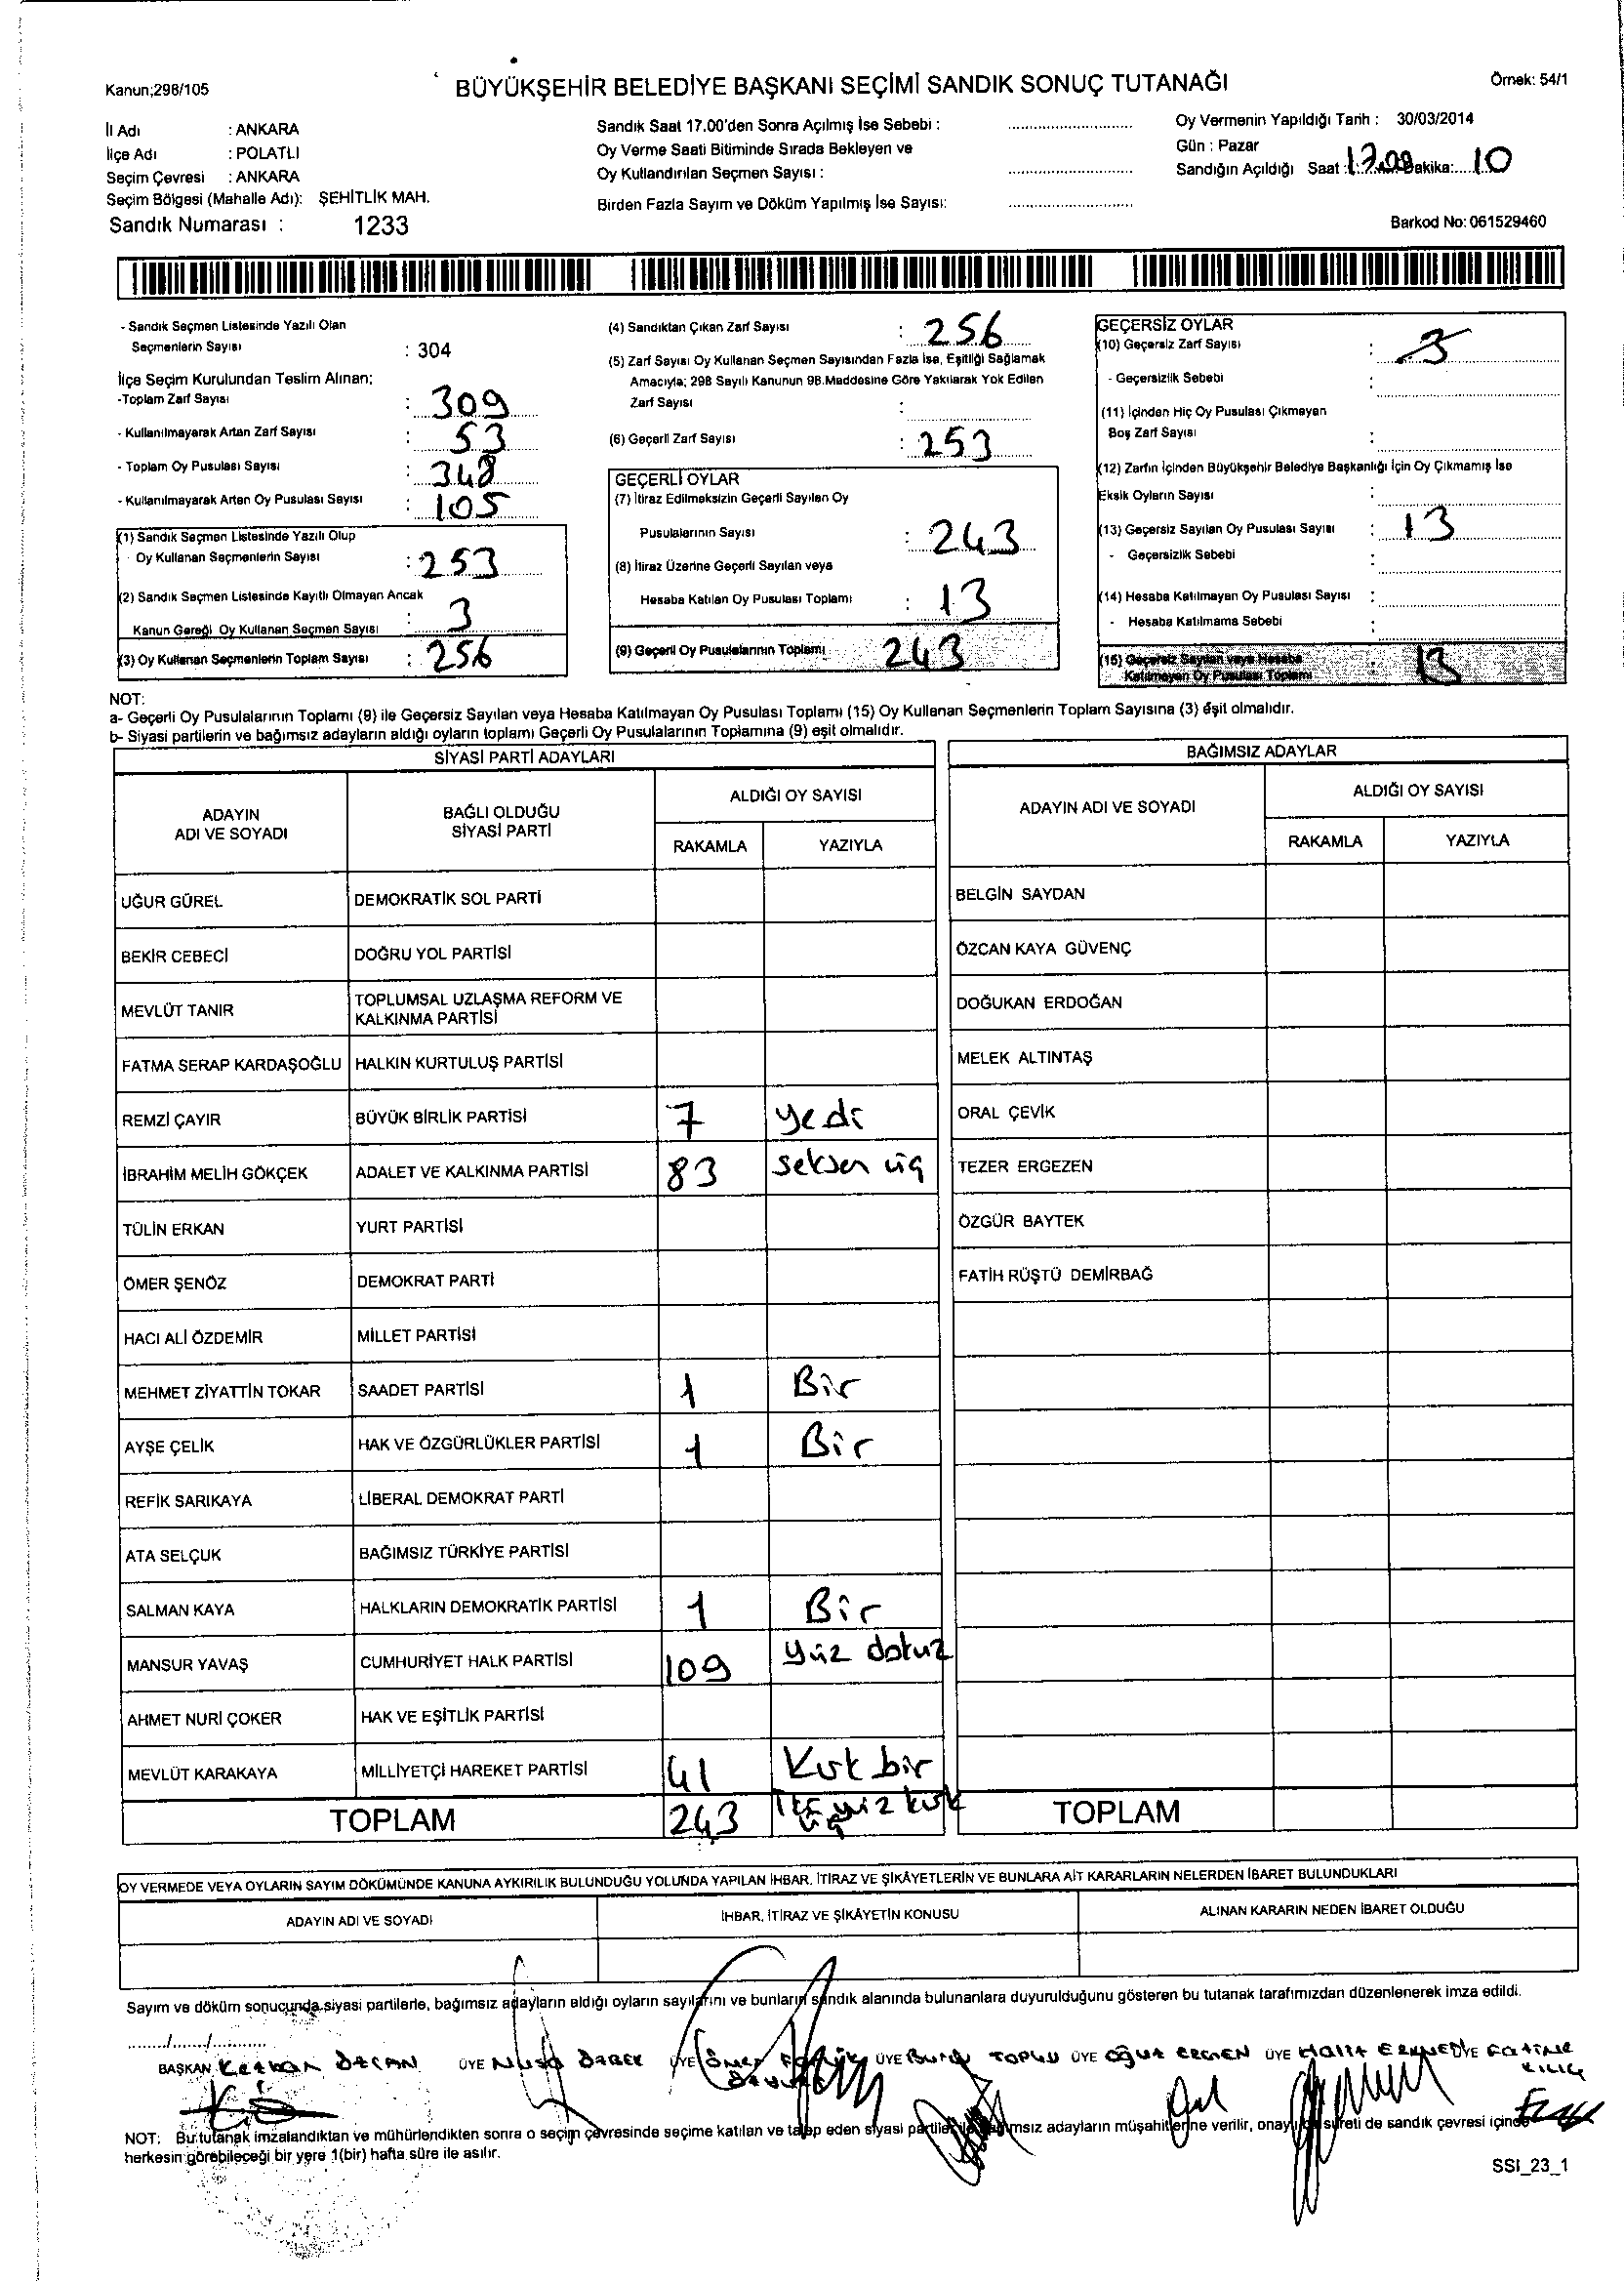 Kanun;298/105
BÜYÜKŞEHİR BELEDİYE BAŞKANI SEÇİMİ SANDIK SONUÇ TUTANAĞI
Örnek: 54/1
İl Adı : ANKARA
İlçe Adı : POLATLI
Seçim Çevresi : ANKARA
Seçim Bölgesi (Mahalle Adı): ŞEHİTLİK MAH.
Sandık Numarası : 1233
Sandık Saat 17.00'den Sonra Açılmış İse Sebebi :
Oy Verme Saati Bitiminde Sırada Bekleyen ve
Oy Kullandırılan Seçmen Sayısı :
Birden Fazla Sayım ve Döküm Yapılmış İse Sayısı:
Oy Vermenin Yapıldığı Tarih : 30/03/2014
Gün : Pazar
Sandığın Açıldığı Saat : 17.00 Dakika: 10
Barkod No: 061529460
- Sandık Seçmen Listesinde Yazılı Olan
Seçmenlerin Sayısı : 304
İlçe Seçim Kurulundan Teslim Alınan;
-Toplam Zarf Sayısı : 309
- Kullanılmayarak Artan Zarf Sayısı : 53
- Toplam Oy Pusulası Sayısı : 348
- Kullanılmayarak Artan Oy Pusulası Sayısı : 105
(1) Sandık Seçmen Listesinde Yazılı Olup
Oy Kullanan Seçmenlerin Sayısı : 253
(2) Sandık Seçmen Listesinde Kayıtlı Olmayan Ancak
Kanun Gereği Oy Kullanan Seçmen Sayısı : 3
(3) Oy Kullanan Seçmenlerin Toplam Sayısı : 256
(4) Sandıktan Çıkan Zarf Sayısı : 256
(5) Zarf Sayısı Oy Kullanan Seçmen Sayısından Fazla İse, Eşitliği Sağlamak
Amacıyla; 298 Sayılı Kanunun 98.Maddesine Göre Yakılarak Yok Edilen
Zarf Sayısı :
(6) Geçerli Zarf Sayısı : 253
GEÇERLİ OYLAR
(7) İtiraz Edilmeksizin Geçerli Sayılan Oy
Pusulalarının Sayısı : 243
(8) İtiraz Üzerine Geçerli Sayılan veya
Hesaba Katılan Oy Pusulası Toplamı : 13
(9) Geçerli Oy Pusulalarının Toplamı 243
GEÇERSİZ OYLAR
(10) Geçersiz Zarf Sayısı : 3
- Geçersizlik Sebebi :
(11) İçinden Hiç Oy Pusulası Çıkmayan
Boş Zarf Sayısı :
(12) Zarfın İçinden Büyükşehir Belediye Başkanlığı İçin Oy Çıkmamış İse
Eksik Oyların Sayısı :
(13) Geçersiz Sayılan Oy Pusulası Sayısı : 13
- Geçersizlik Sebebi :
(14) Hesaba Katılmayan Oy Pusulası Sayısı :
- Hesaba Katılmama Sebebi :
(15) Geçersiz Sayılan veya Hesaba
Katılmayan Oy Pusulası Toplamı : 13
NOT:
a- Geçerli Oy Pusulalarının Toplamı (9) ile Geçersiz Sayılan veya Hesaba Katılmayan Oy Pusulası Toplamı (15) Oy Kullanan Seçmenlerin Toplam Sayısına (3) eşit olmalıdır.
b- Siyasi partilerin ve bağımsız adayların aldığı oyların toplamı Geçerli Oy Pusulalarının Toplamına (9) eşit olmalıdır.
SİYASİ PARTİ ADAYLARI
ADAYIN
ADI VE SOYADI
BAĞLI OLDUĞU
SİYASİ PARTİ
ALDIĞI OY SAYISI
RAKAMLA YAZIYLA
UĞUR GÜREL DEMOKRATİK SOL PARTİ
BEKİR CEBECİ DOĞRU YOL PARTİSİ
MEVLÜT TANIR TOPLUMSAL UZLAŞMA REFORM VE
KALKINMA PARTİSİ
FATMA SERAP KARDAŞOĞLU HALKIN KURTULUŞ PARTİSİ
REMZİ ÇAYIR BÜYÜK BİRLİK PARTİSİ 7 yedi
İBRAHİM MELİH GÖKÇEK ADALET VE KALKINMA PARTİSİ 83 seksen üç
TÜLİN ERKAN YURT PARTİSİ
ÖMER ŞENÖZ DEMOKRAT PARTİ
HACI ALİ ÖZDEMİR MİLLET PARTİSİ
MEHMET ZİYATTİN TOKAR SAADET PARTİSİ 1 Bir
AYŞE ÇELİK HAK VE ÖZGÜRLÜKLER PARTİSİ 1 Bir
REFİK SARIKAYA LİBERAL DEMOKRAT PARTİ
ATA SELÇUK BAĞIMSIZ TÜRKİYE PARTİSİ
SALMAN KAYA HALKLARIN DEMOKRATİK PARTİSİ 1 Bir
MANSUR YAVAŞ CUMHURİYET HALK PARTİSİ 109 yüz dokuz
AHMET NURİ ÇOKER HAK VE EŞİTLİK PARTİSİ
MEVLÜT KARAKAYA MİLLİYETÇİ HAREKET PARTİSİ 41 Kırk bir
TOPLAM 243 İki yüz kırk
üç
BAĞIMSIZ ADAYLAR
ADAYIN ADI VE SOYADI
ALDIĞI OY SAYISI
RAKAMLA YAZIYLA
BELGİN SAYDAN
ÖZCAN KAYA GÜVENÇ
DOĞUKAN ERDOĞAN
MELEK ALTINTAŞ
ORAL ÇEVİK
TEZER ERGEZEN
ÖZGÜR BAYTEK
FATİH RÜŞTÜ DEMİRBAĞ
TOPLAM
OY VERMEDE VEYA OYLARIN SAYIM DÖKÜMÜNDE KANUNA AYKIRILIK BULUNDUĞU YOLUNDA YAPILAN İHBAR, İTİRAZ VE ŞİKÂYETLERİN VE BUNLARA AİT KARARLARIN NELERDEN İBARET BULUNDUKLARI
ADAYIN ADI VE SOYADI İHBAR, İTİRAZ VE ŞİKÂYETİN KONUSU ALINAN KARARIN NEDEN İBARET OLDUĞU
Sayım ve döküm sonucunda siyasi partilerle, bağımsız adayların aldığı oyların sayılarını ve bunların sandık alanında bulunanlara duyurulduğunu gösteren bu tutanak tarafımızdan düzenlenerek imza edildi.
...../...../............
BAŞKAN ÖZCAN ÜYE ÜYE ÜYE TOPLU ÜYE OĞUZ ÜYE ÜYE FATİME
KILIÇ
NOT: Bu tutanak imzalandıktan ve mühürlendikten sonra o seçim çevresinde seçime katılan ve talep eden siyasi partiler ile bağımsız adayların müşahitlerine verilir, onaylı bir sureti de sandık çevresi içinde
herkesin görebileceği bir yere 1(bir) hafta süre ile asılır.
SSI_23_1